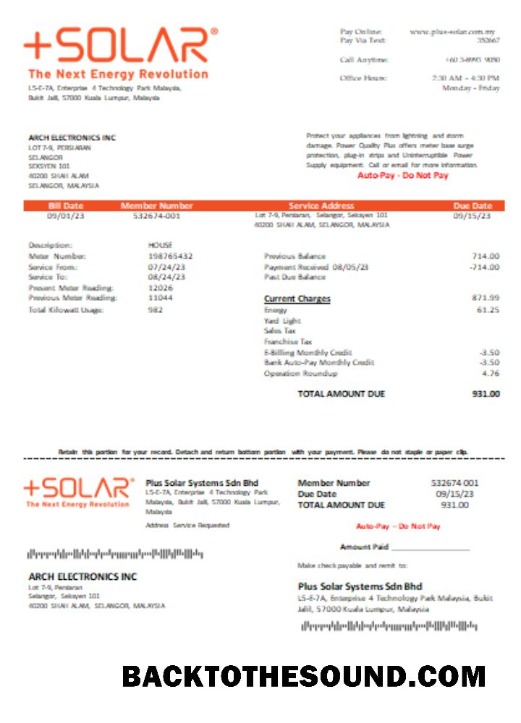 +SOLAR®
The Next Energy Revolution
L5-E-7A, Enterprise 4 Technology Park Malaysia,
Bukit Jalil, 57000 Kuala Lumpur, Malaysia
Pay Online: www.plus-solar.com.my
Pay Via Text: 352667
Call Anytime: +60 3-8993 9050
Office Hours: 7:30 AM - 4:30 PM
Monday - Friday
ARCH ELECTRONICS INC
LOT 7-9, PERSIARAN
SELANGOR
SEKSYEN 101
40200 SHAH ALAM
SELANGOR, MALAYSIA
Protect your appliances from lightning and storm
damage. Power Quality Plus offers meter base surge
protection, plug-in strips and Uninterruptible Power
Supply equipment. Call or email for more information.
Auto-Pay - Do Not Pay
Bill Date Member Number Service Address Due Date
09/01/23 532674-001 Lot 7-9, Persiaran, Selangor, Seksyen 101 09/15/23
40200 SHAH ALAM, SELANGOR, MALAYSIA
Description: HOUSE
Meter Number: 198765432
Service From: 07/24/23
Service To: 08/24/23
Present Meter Reading: 12026
Previous Meter Reading: 11044
Total Kilowatt Usage: 982
Previous Balance 714.00
Payment Received 08/05/23 -714.00
Past Due Balance
Current Charges 871.99
Energy 61.25
Yard Light
Sales Tax
Franchise Tax
E-Billing Monthly Credit -3.50
Bank Auto-Pay Monthly Credit -3.50
Operation Roundup 4.76
TOTAL AMOUNT DUE 931.00
Retain this portion for your record. Detach and return bottom portion with your payment. Please do not staple or paper clip.
+SOLAR®
The Next Energy Revolution
Plus Solar Systems Sdn Bhd
L5-E-7A, Enterprise 4 Technology Park
Malaysia, Bukit Jalil, 57000 Kuala Lumpur,
Malaysia
Address Service Requested
Member Number 532674 001
Due Date 09/15/23
TOTAL AMOUNT DUE 931.00
Auto-Pay – Do Not Pay
Amount Paid
ARCH ELECTRONICS INC
Lot 7-9, Persiaran
Selangor, Seksyen 101
40200 SHAH ALAM, SELANGOR, MALAYSIA
Make check payable and remit to:
Plus Solar Systems Sdn Bhd
L5-E-7A, Enterprise 4 Technology Park Malaysia, Bukit
Jalil, 57000 Kuala Lumpur, Malaysia
BACKTOTHESOUND.COM